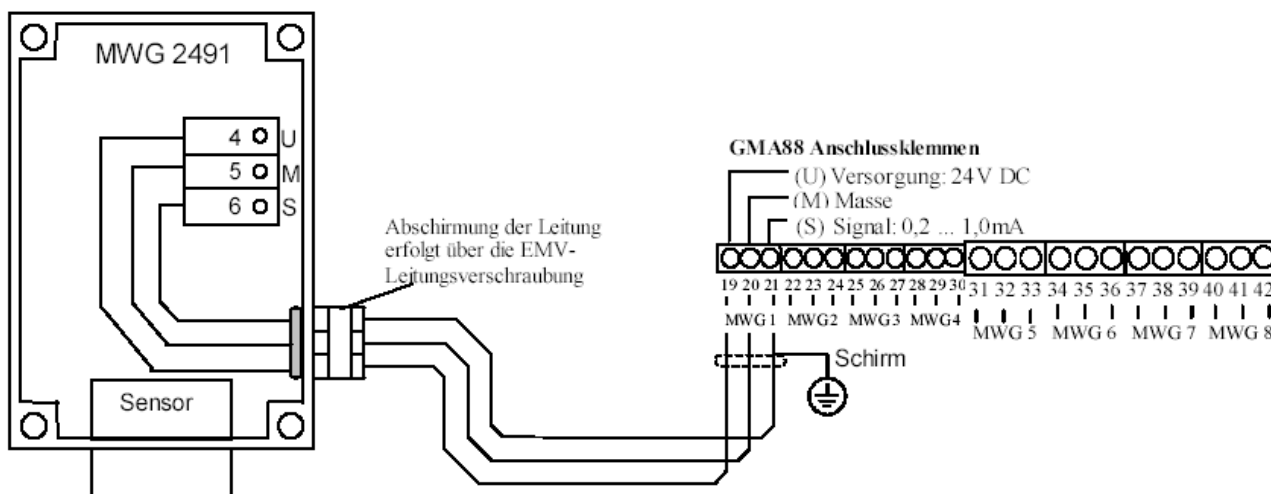 MWG 2491
4 U
5 M
6 S
Sensor
Abschirmung der Leitung
erfolgt über die EMV-
Leitungsverschraubung
GMA88 Anschlussklemmen
(U) Versorgung: 24V DC
(M) Masse
(S) Signal: 0,2 ... 1,0mA
19 20 21 22 23 24 25 26 27 28 29 30 31 32 33 34 35 36 37 38 39 40 41 42
MWG1 MWG2 MWG3 MWG4 MWG 5 MWG 6 MWG 7 MWG 8
Schirm